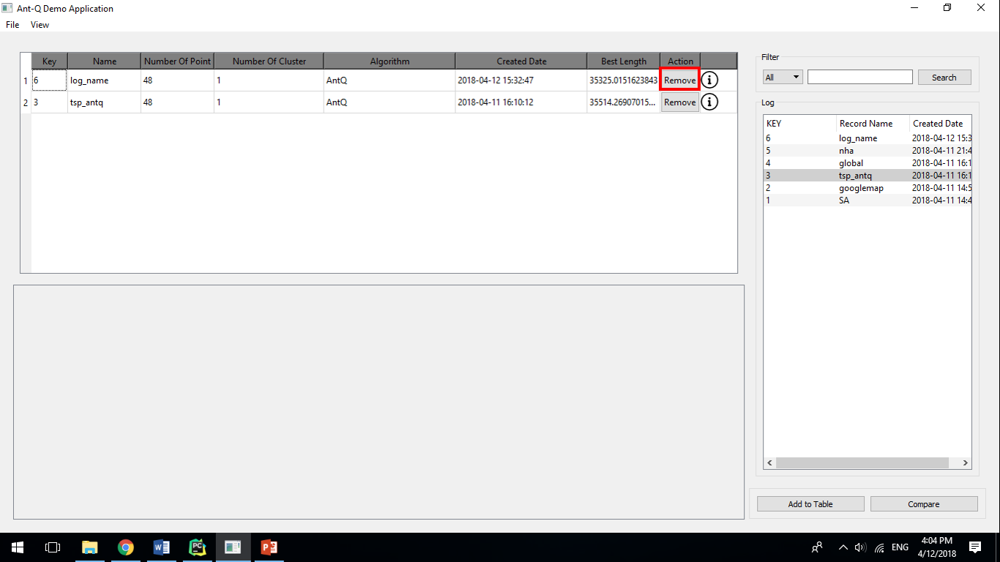 Ant-Q Demo Application
File View
Key Name Number Of Point Number Of Cluster Algorithm Created Date Best Length Action
1 6 log_name 48 1 AntQ 2018-04-12 15:32:47 35325.0151623843 Remove
2 3 tsp_antq 48 1 AntQ 2018-04-11 16:10:12 35514.26907015... Remove
Filter
All Search
Log
KEY Record Name Created Date
6 log_name 2018-04-12 15:3
5 nha 2018-04-11 21:4
4 global 2018-04-11 16:1
3 tsp_antq 2018-04-11 16:1
2 googlemap 2018-04-11 14:5
1 SA 2018-04-11 14:4
Add to Table Compare
ENG 4:04 PM
4/12/2018